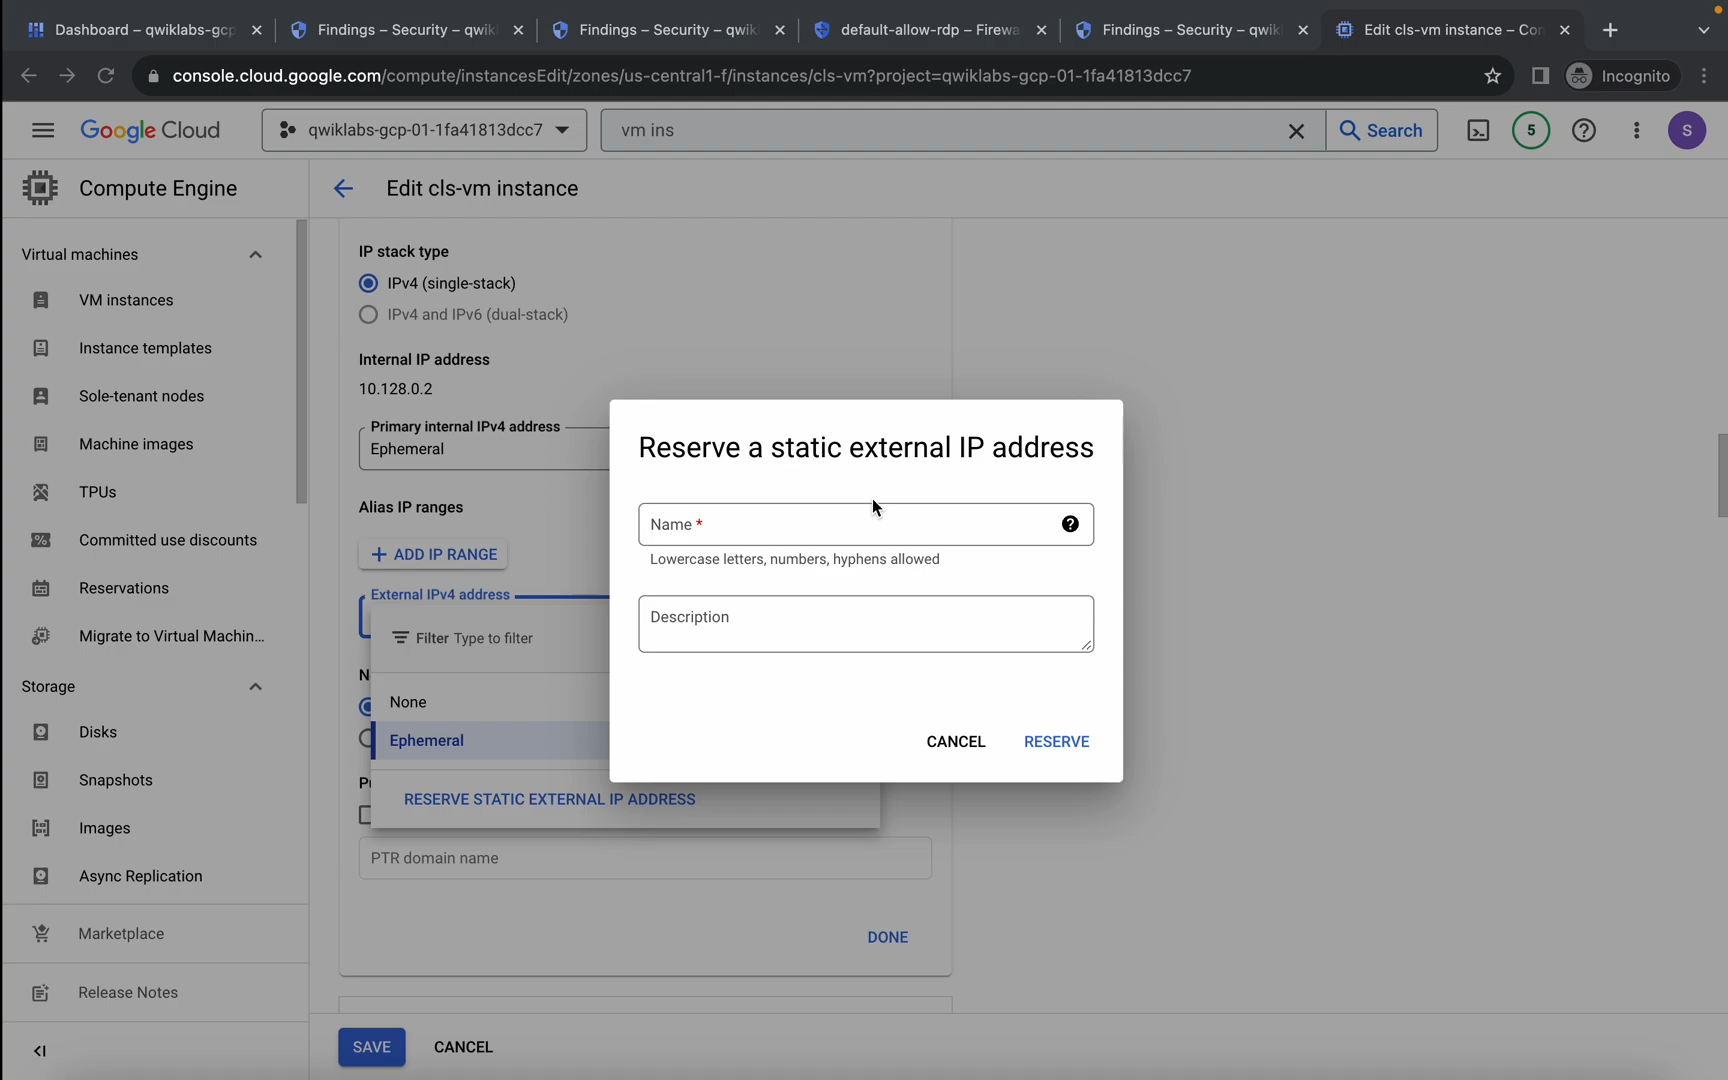 Dashboard – qwiklabs-gcp
Findings – Security – qwik
Findings – Security – qwik
default-allow-rdp – Firewa
Findings – Security – qwik
Edit cls-vm instance – Con
console.cloud.google.com/compute/instancesEdit/zones/us-central1-f/instances/cls-vm?project=qwiklabs-gcp-01-1fa41813dcc7
Incognito
Google Cloud
qwiklabs-gcp-01-1fa41813dcc7
vm ins
Search
5
S
Compute Engine
Edit cls-vm instance
Virtual machines
VM instances
Instance templates
Sole-tenant nodes
Machine images
TPUs
Committed use discounts
Reservations
Migrate to Virtual Machin...
Storage
Disks
Snapshots
Images
Async Replication
Marketplace
Release Notes
IP stack type
IPv4 (single-stack)
IPv4 and IPv6 (dual-stack)
Internal IP address
10.128.0.2
Primary internal IPv4 address
Ephemeral
Alias IP ranges
+ ADD IP RANGE
External IPv4 address
Filter Type to filter
None
Ephemeral
RESERVE STATIC EXTERNAL IP ADDRESS
PTR domain name
DONE
SAVE
CANCEL
Reserve a static external IP address
Name *
Lowercase letters, numbers, hyphens allowed
Description
CANCEL
RESERVE